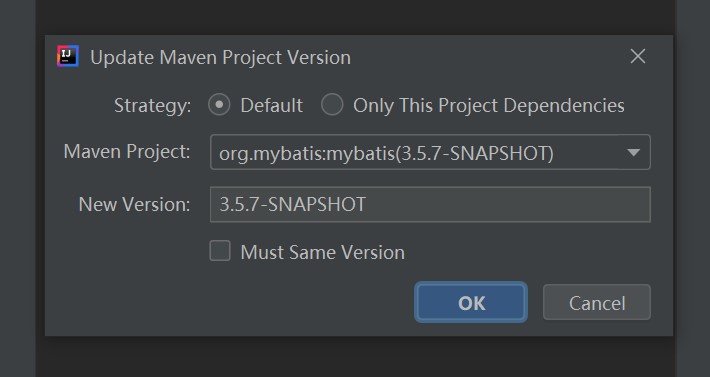 IJ
Update Maven Project Version
Strategy: Default Only This Project Dependencies
Maven Project: org.mybatis:mybatis(3.5.7-SNAPSHOT)
New Version: 3.5.7-SNAPSHOT
Must Same Version
OK Cancel